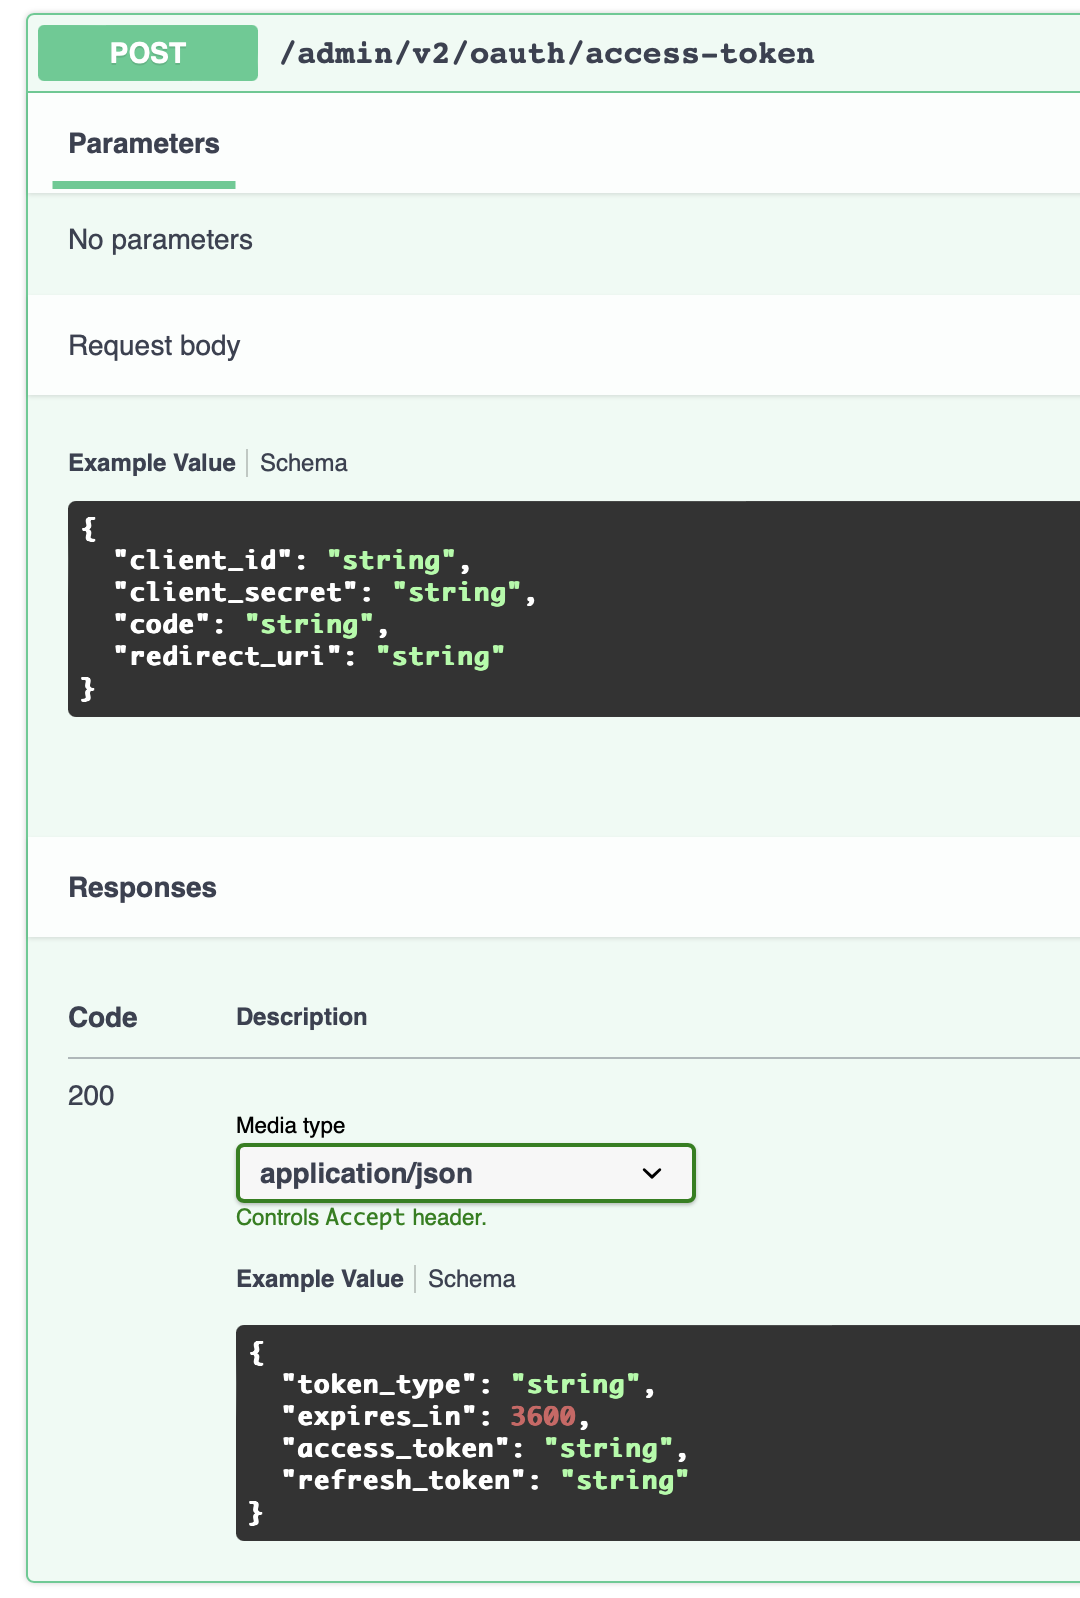 POST /admin/v2/oauth/access-token
Parameters
No parameters
Request body
Example Value Schema
{
  "client_id": "string",
  "client_secret": "string",
  "code": "string",
  "redirect_uri": "string"
}
Responses
Code Description
200
Media type
application/json
Controls Accept header.
Example Value Schema
{
  "token_type": "string",
  "expires_in": 3600,
  "access_token": "string",
  "refresh_token": "string"
}